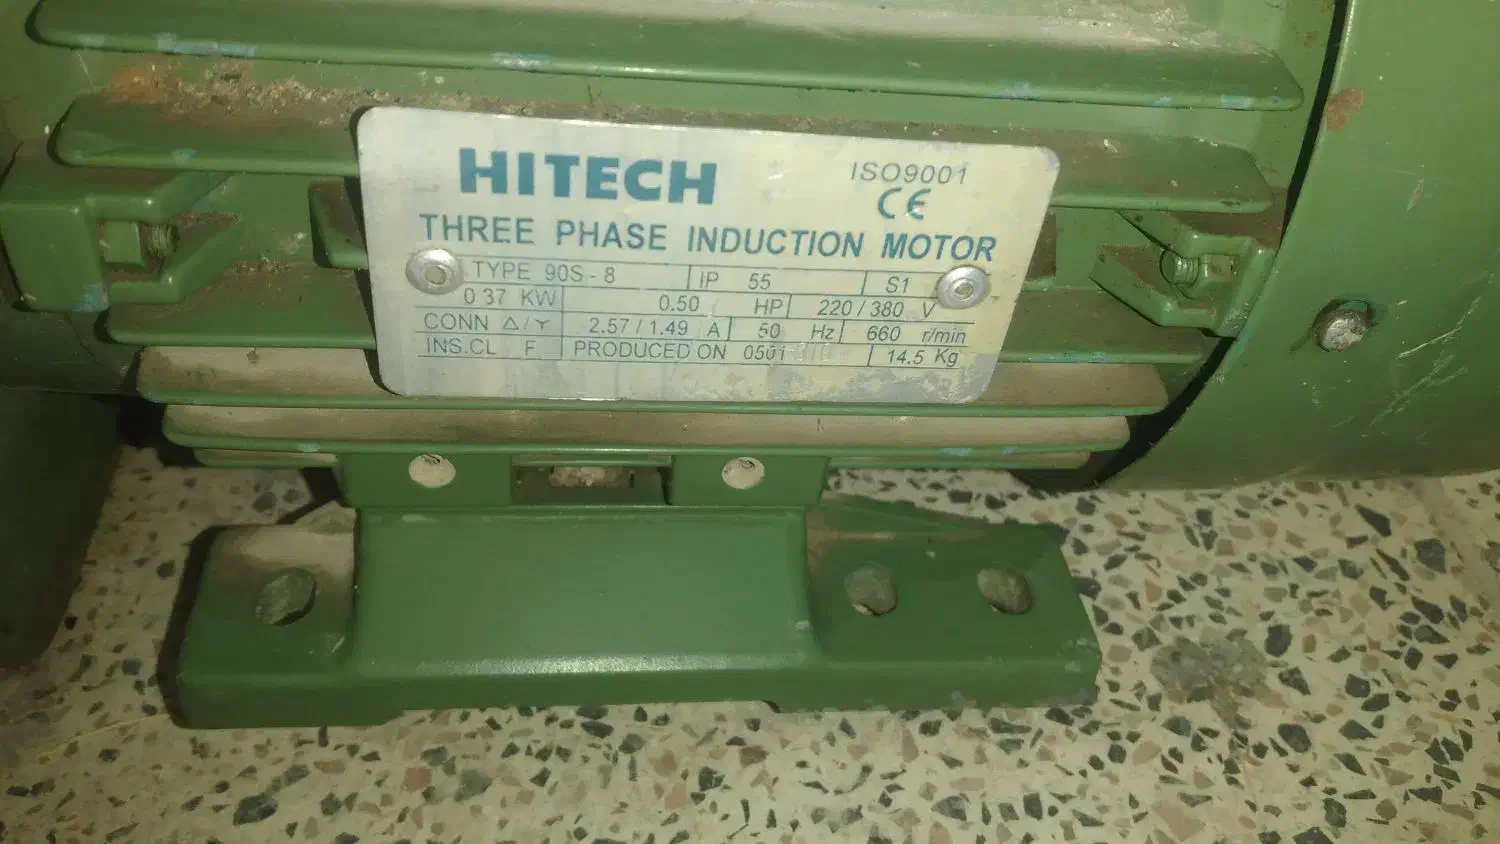 HITECH
ISO9001
CE
THREE PHASE INDUCTION MOTOR
TYPE 90S-8 IP 55 S1
0.37 KW 0.50 HP 220/380 V
CONN △/Y 2.57/1.49 A 50 Hz 660 r/min
INS.CL F PRODUCED ON 0501 14.5 Kg